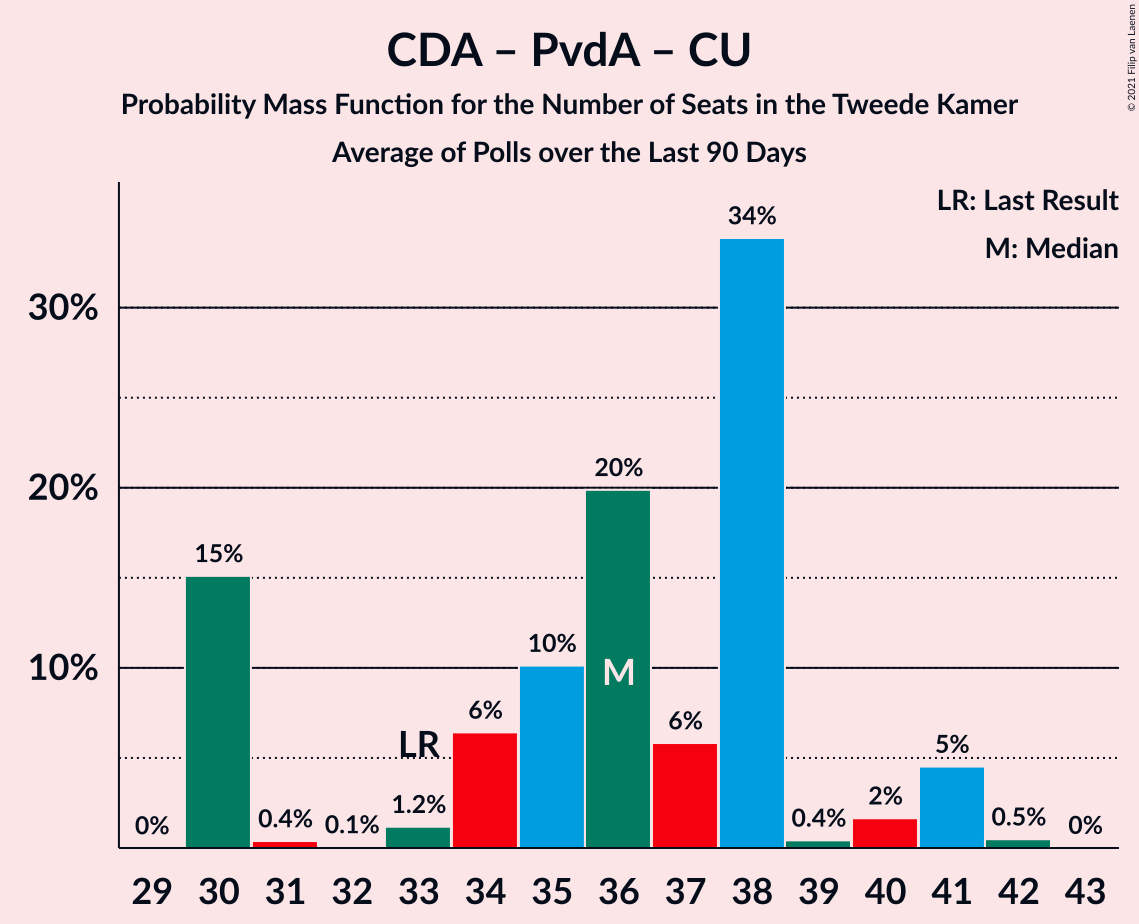 CDA – PvdA – CU
Probability Mass Function for the Number of Seats in the Tweede Kamer
Average of Polls over the Last 90 Days
© 2021 Filip van Laenen
LR: Last Result
M: Median
30%
20%
10%
0%
15%
0.4%
0.1%
1.2%
LR
6%
10%
20%
M
6%
34%
0.4%
2%
5%
0.5%
0%
29 30 31 32 33 34 35 36 37 38 39 40 41 42 43